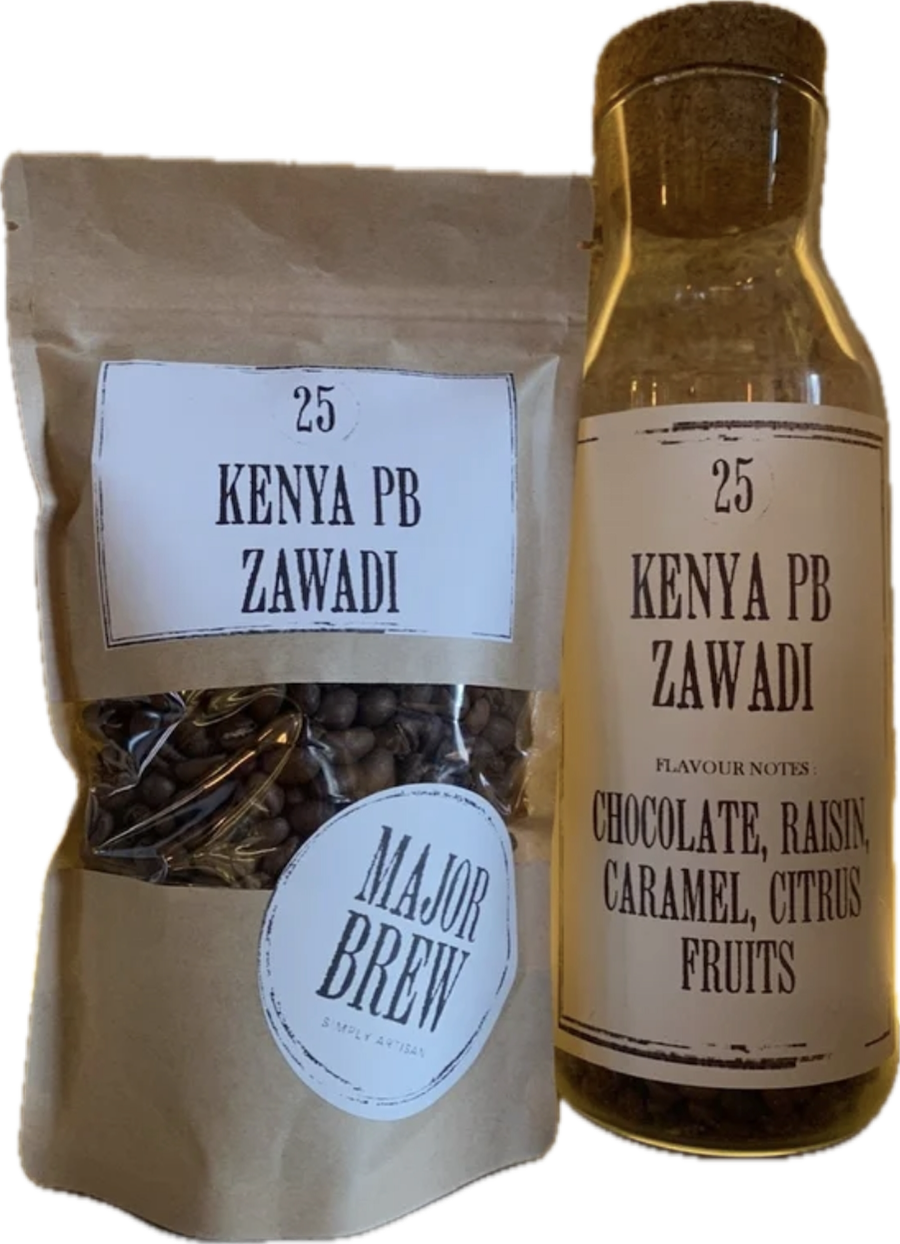 25
KENYA PB
ZAWADI
MAJOR
BREW
SIMPLY ARTISAN
25
KENYA PB
ZAWADI
FLAVOUR NOTES :
CHOCOLATE, RAISIN,
CARAMEL, CITRUS
FRUITS